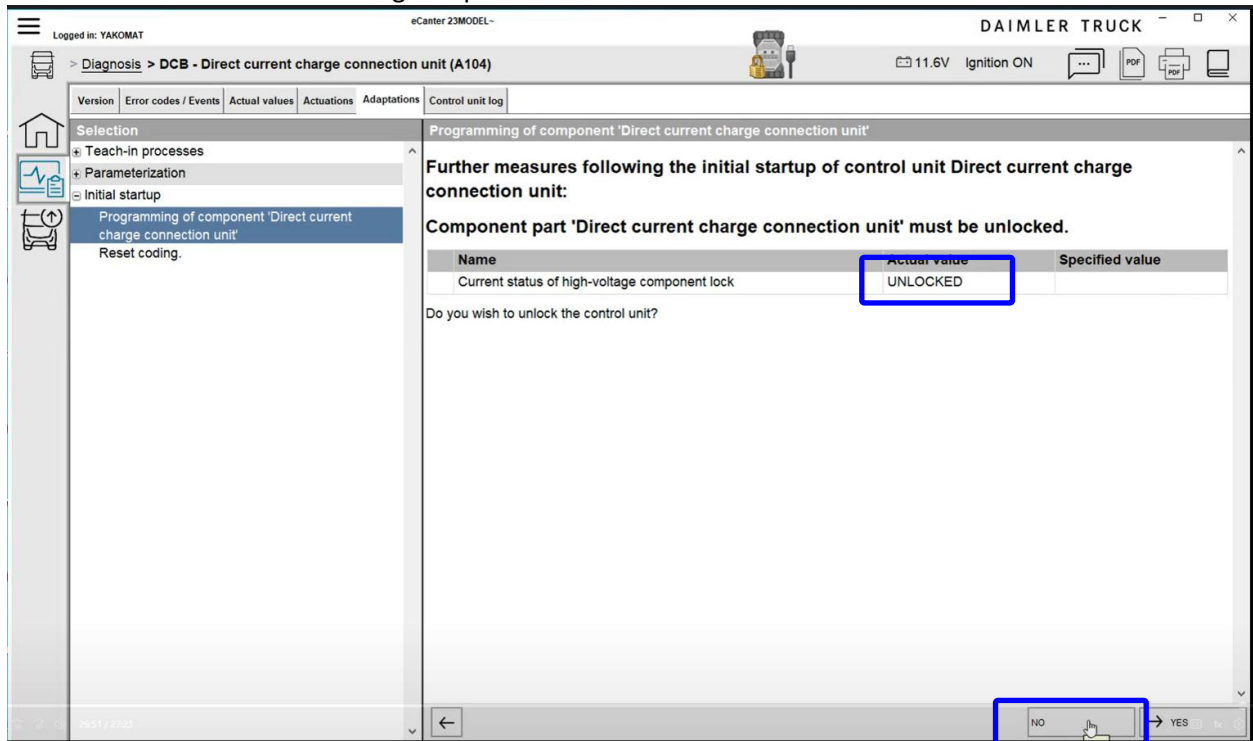 eCanter 23MODEL~
Logged in: YAKOMAT
DAIMLER TRUCK
> Diagnosis > DCB - Direct current charge connection unit (A104)
11.6V Ignition ON
PDF
PDF
Version Error codes / Events Actual values Actuations Adaptations Control unit log
Selection
Teach-in processes
Parameterization
Initial startup
Programming of component 'Direct current
charge connection unit'
Reset coding.
Programming of component 'Direct current charge connection unit'
Further measures following the initial startup of control unit Direct current charge
connection unit:
Component part 'Direct current charge connection unit' must be unlocked.
Name Actual value Specified value
Current status of high-voltage component lock UNLOCKED
Do you wish to unlock the control unit?
NO
YES